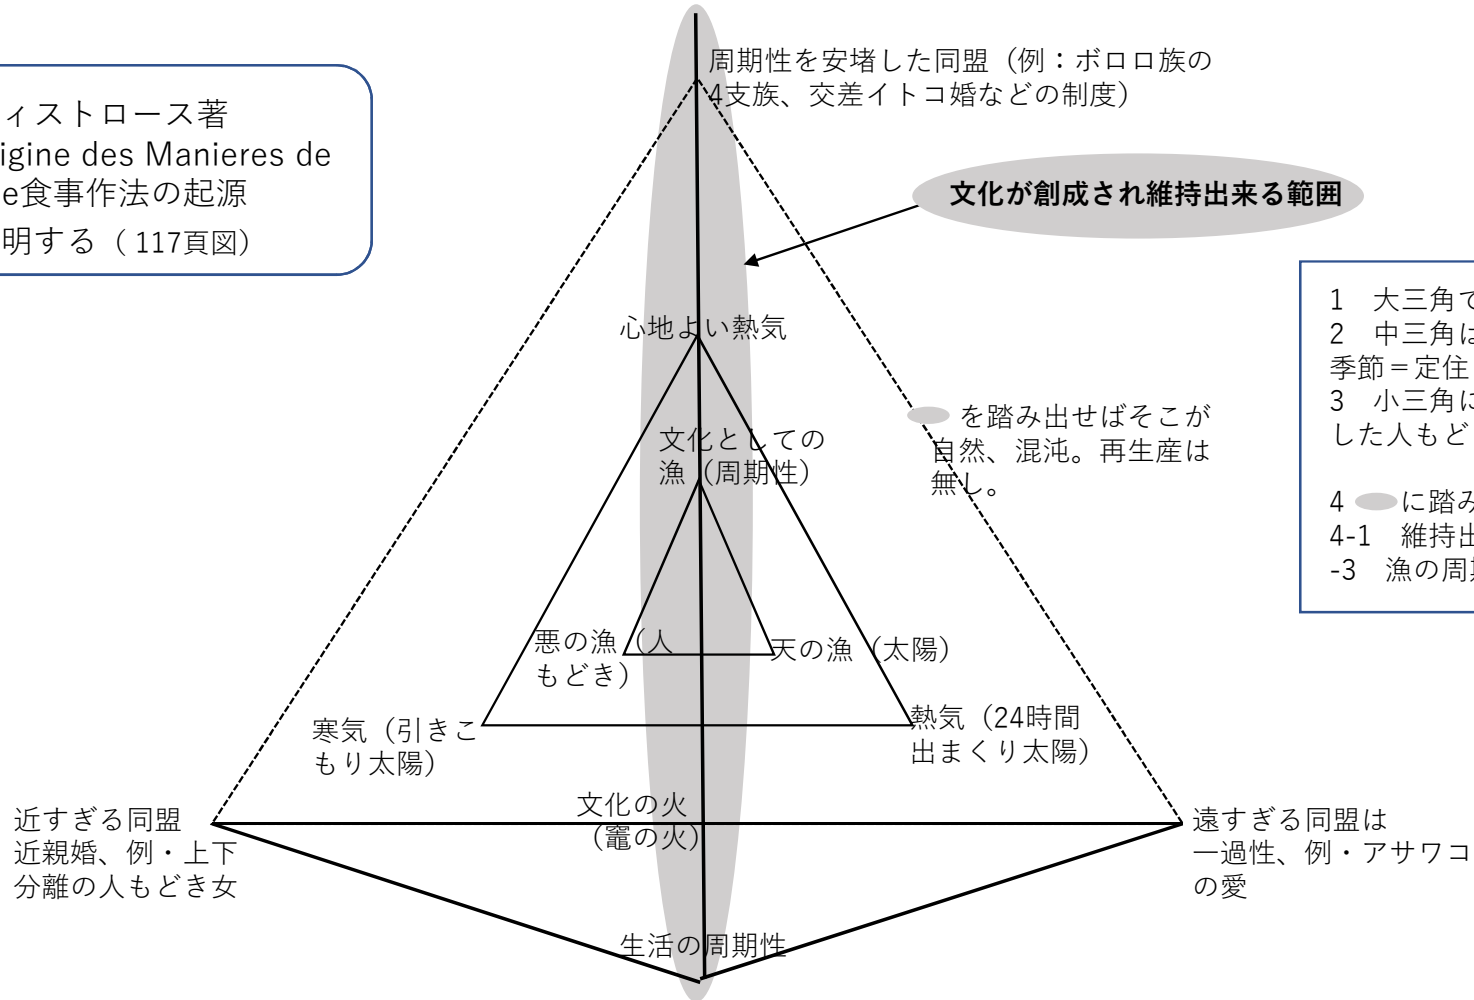 ィストロース著
igine des Manieres de
e食事作法の起源
明する（117頁図）
周期性を安堵した同盟（例：ボロロ族の
4支族、交差イトコ婚などの制度）
文化が創成され維持出来る範囲
1　大三角で
2　中三角は
季節＝定住
3　小三角に
した人もど
4　に踏み
4-1　維持出
-3　漁の周期
心地よい熱気
を踏み出せばそこが
自然、混沌。再生産は
無し。
文化としての
漁（周期性）
悪の漁（人
もどき）
天の漁（太陽）
寒気（引きこ
もり太陽）
熱気（24時間
出まくり太陽）
文化の火
（竈の火）
近すぎる同盟
近親婚、例・上下
分離の人もどき女
遠すぎる同盟は
一過性、例・アサワコ
の愛
生活の周期性